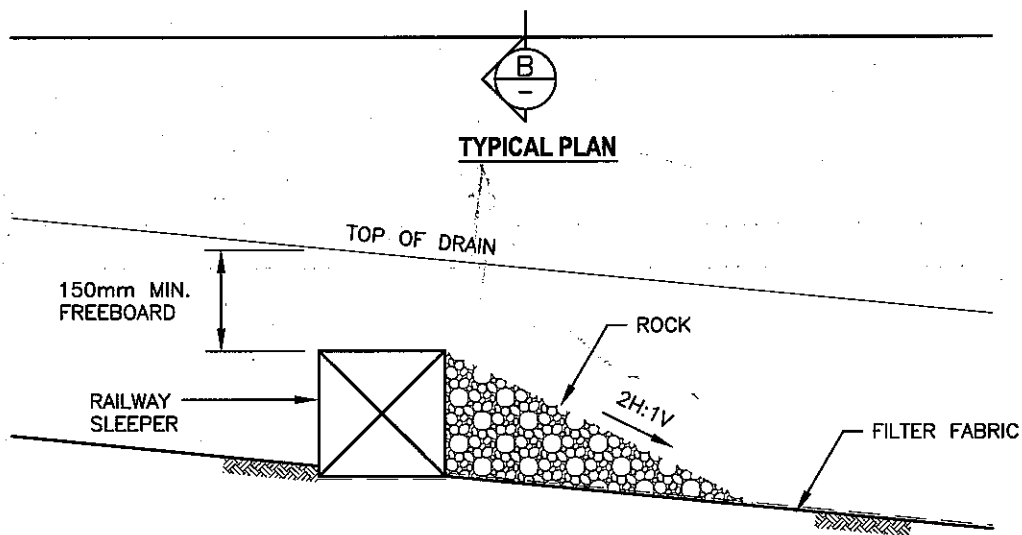 B
-
TYPICAL PLAN
TOP OF DRAIN
150mm MIN.
FREEBOARD
ROCK
2H:1V
RAILWAY
SLEEPER
FILTER FABRIC